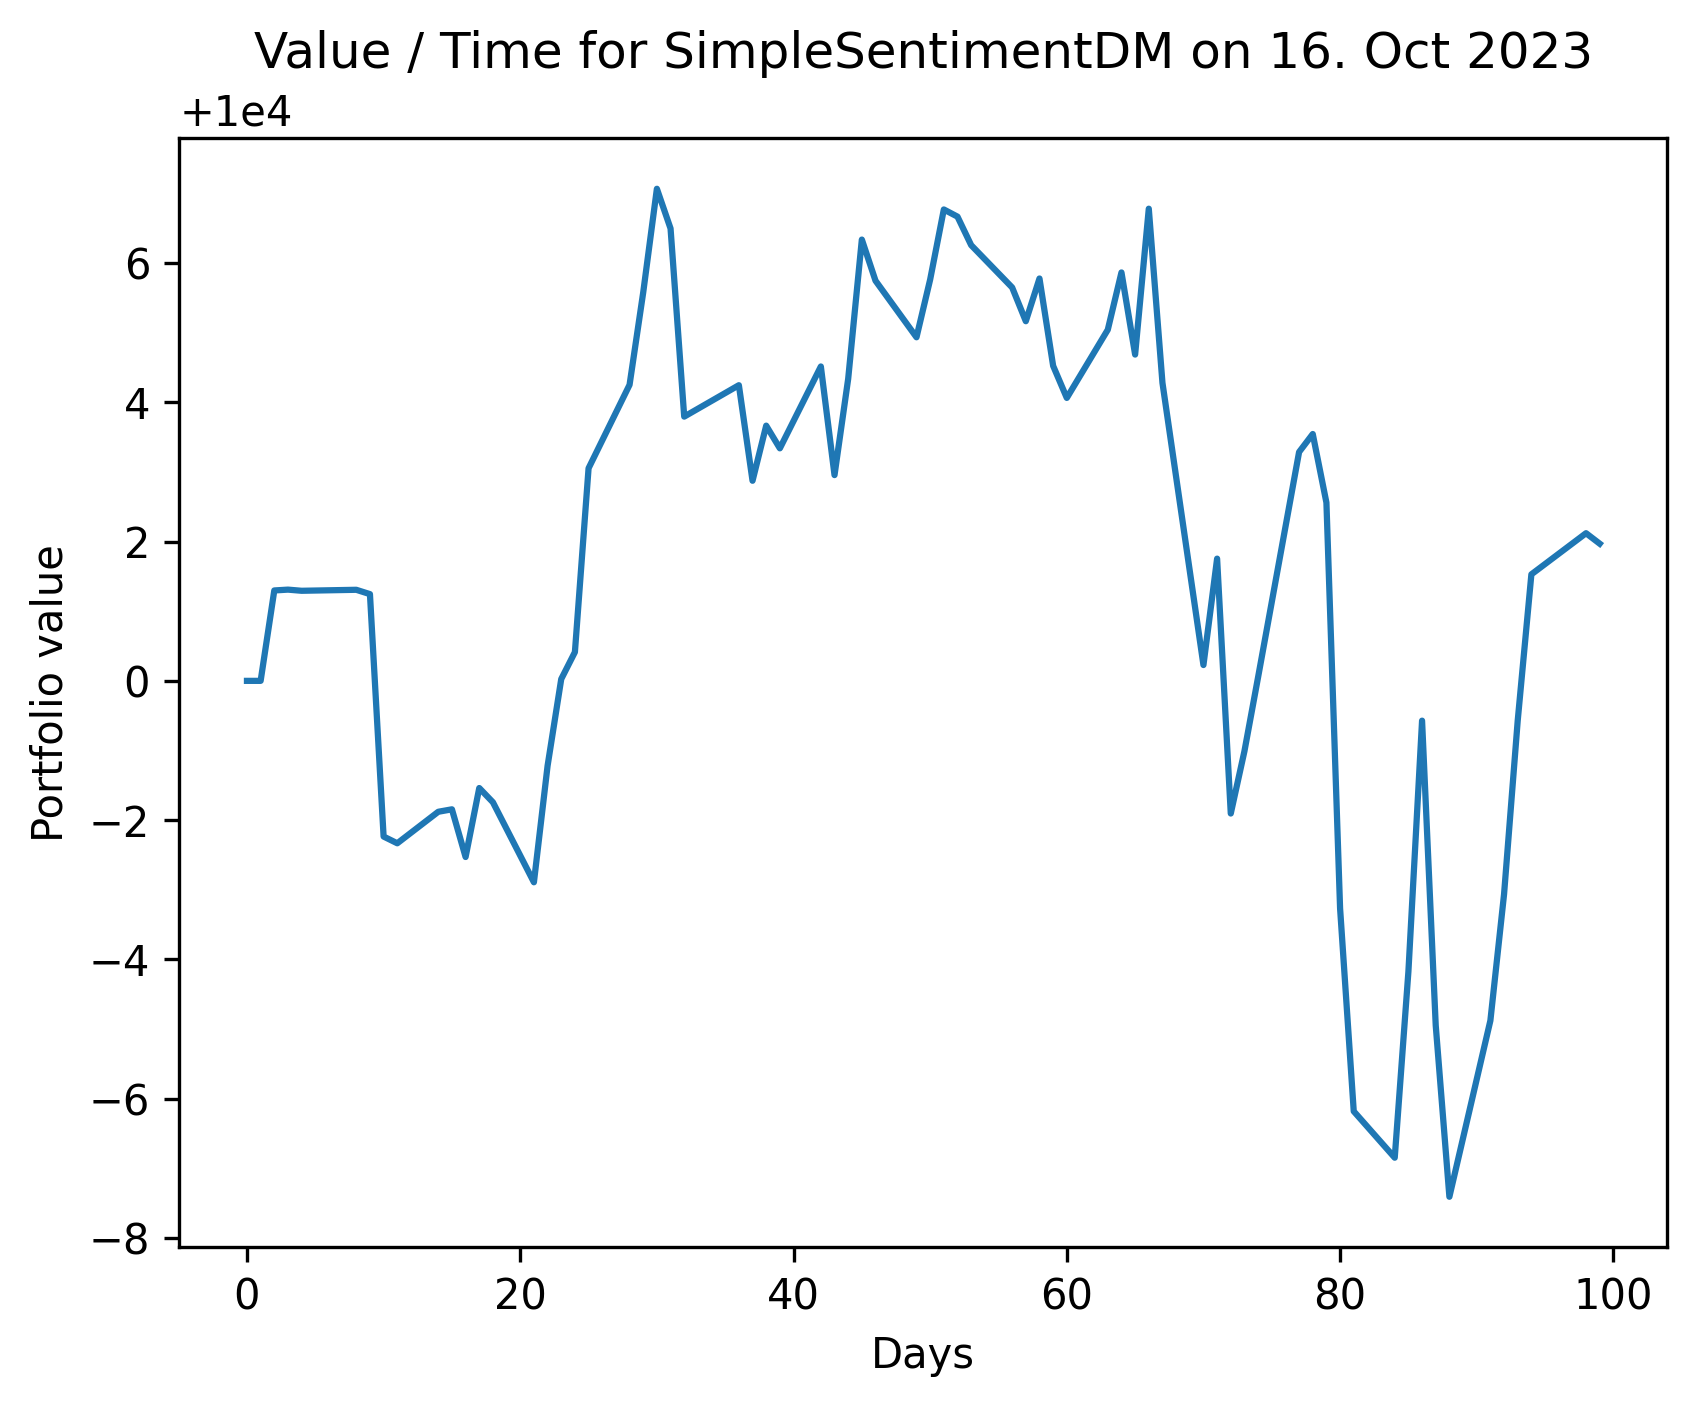 Value / Time for SimpleSentimentDM on 16. Oct 2023
+1e4
6
4
2
0
−2
−4
−6
−8
Portfolio value
0 20 40 60 80 100
Days